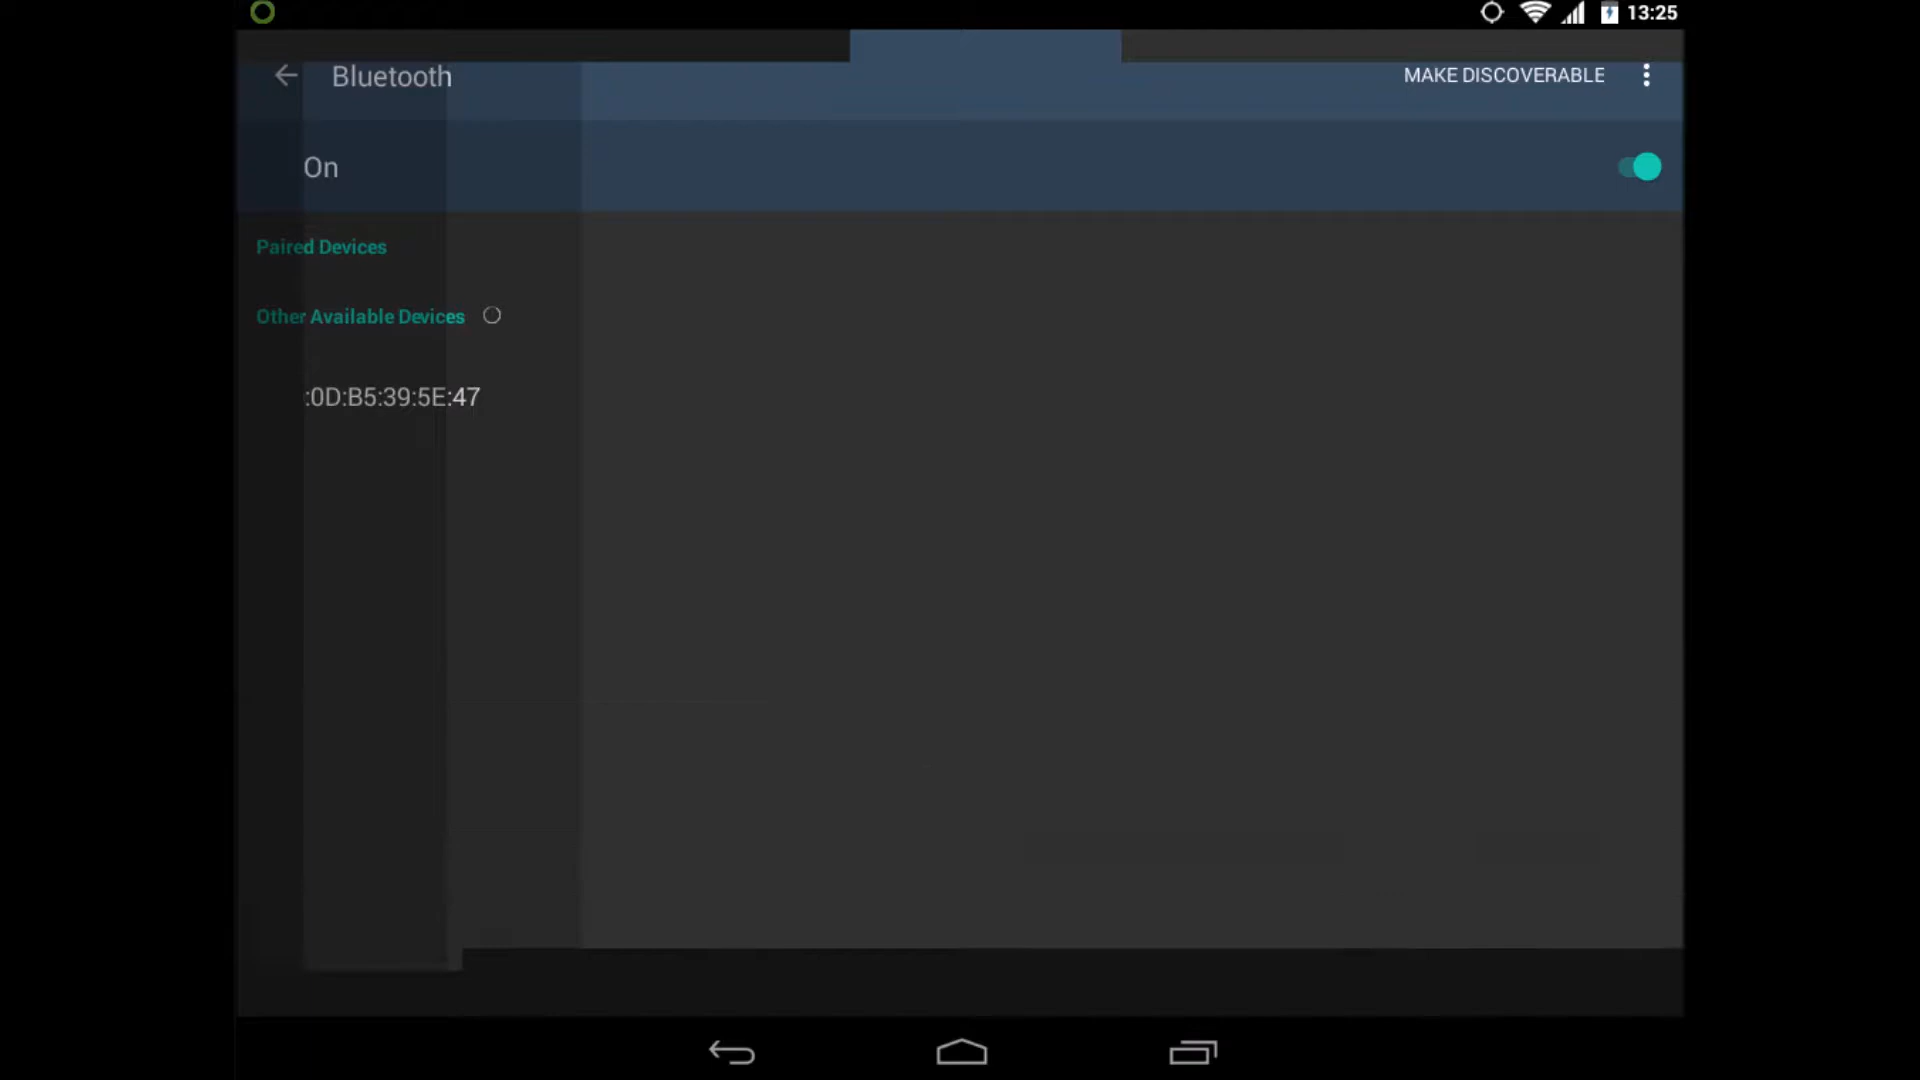 13:25
Bluetooth
MAKE DISCOVERABLE
On
Paired Devices
Other Available Devices
:0D:B5:39:5E:47